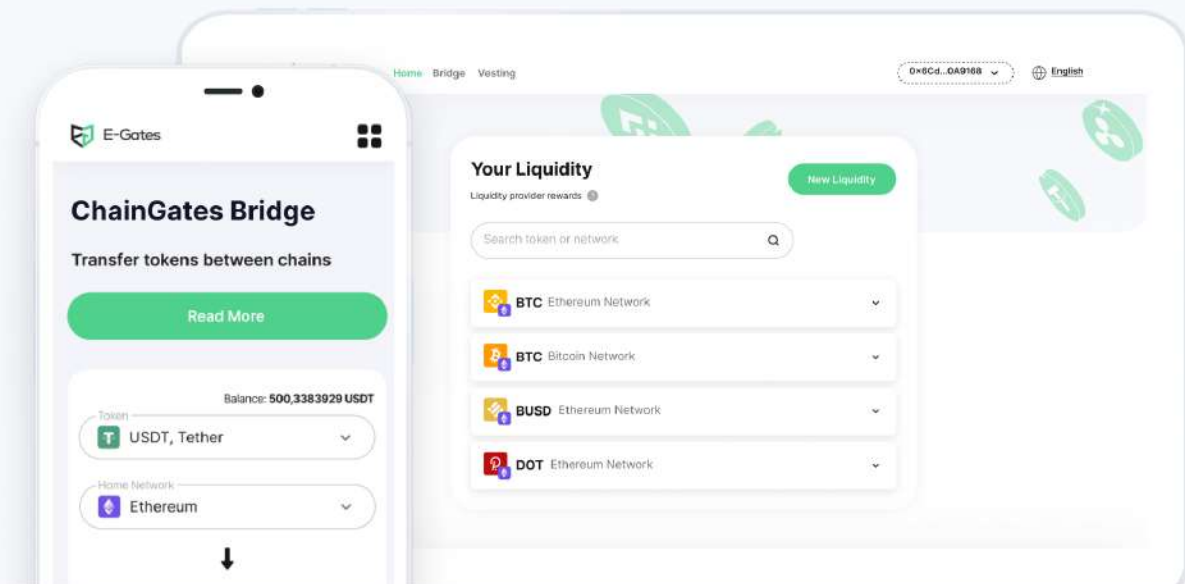 Home Bridge Vesting
0×6Cd...0A9168
English
E-Gates
ChainGates Bridge
Transfer tokens between chains
Read More
Balance: 500,3383929 USDT
Token
USDT, Tether
Home Network
Ethereum
Your Liquidity
New Liquidity
Liquidity provider rewards
Search token or network
BTC Ethereum Network
BTC Bitcoin Network
BUSD Ethereum Network
DOT Ethereum Network